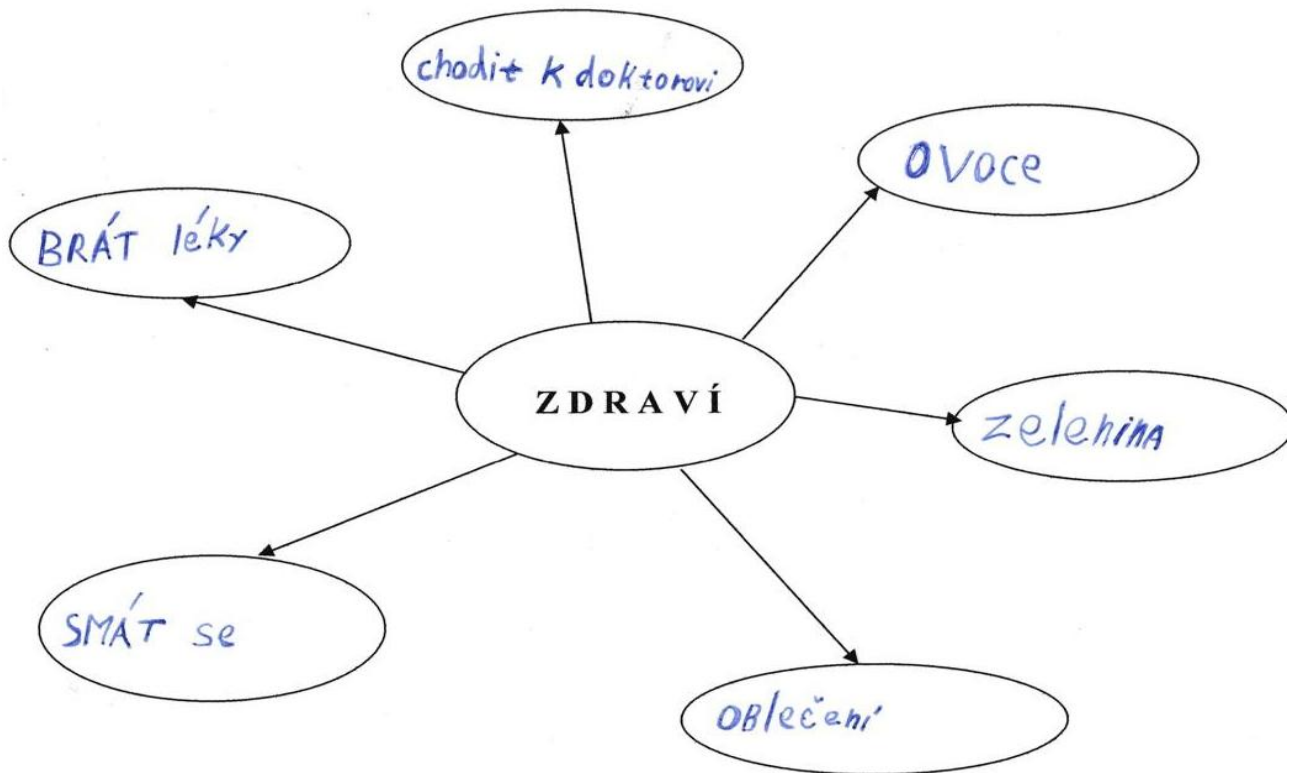 chodit k doktorovi
OVoce
BRÁT léky
ZDRAVÍ
zelenina
SMÁT se
OBlečení